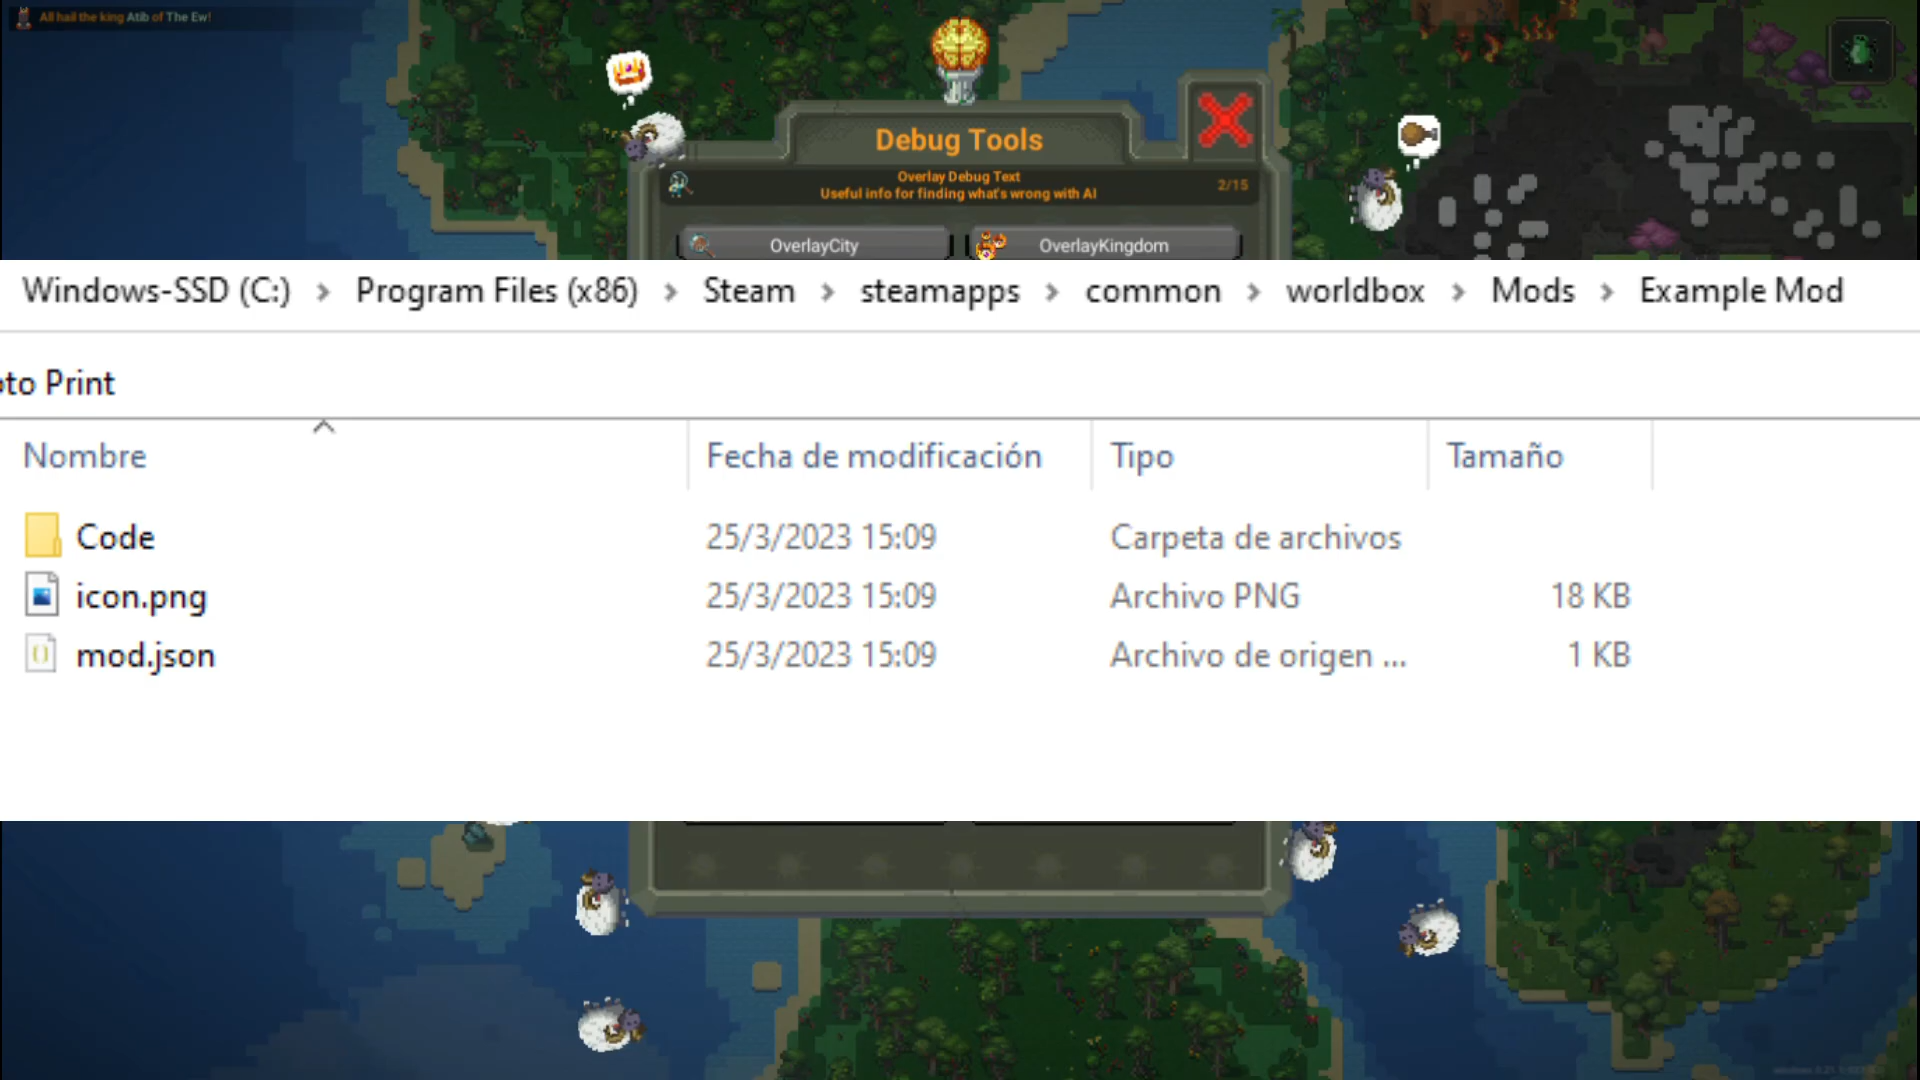 All hail the king Atib of The Ew!
Debug Tools
Overlay Debug Text
Useful info for finding what's wrong with AI
2/15
OverlayCity OverlayKingdom
Windows-SSD (C:) > Program Files (x86) > Steam > steamapps > common > worldbox > Mods > Example Mod
oto Print
Nombre Fecha de modificación Tipo Tamaño
Code 25/3/2023 15:09 Carpeta de archivos
icon.png 25/3/2023 15:09 Archivo PNG 18 KB
mod.json 25/3/2023 15:09 Archivo de origen ... 1 KB